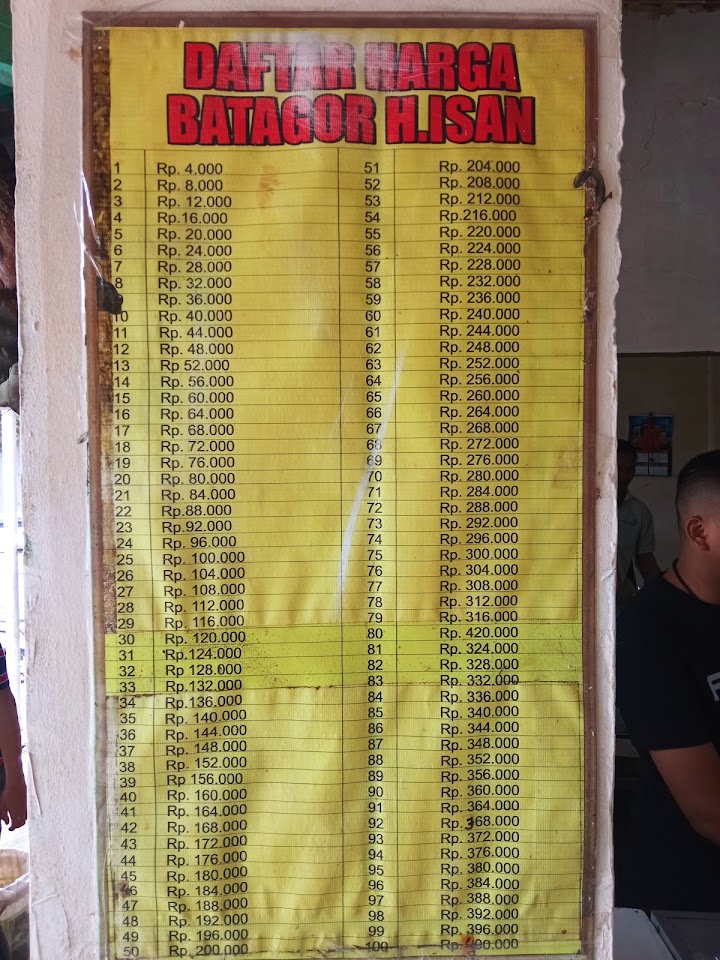 DAFTAR HARGA
BATAGOR H.ISAN
1 Rp. 4.000 51 Rp. 204.000
2 Rp. 8.000 52 Rp. 208.000
3 Rp. 12.000 53 Rp. 212.000
4 Rp.16.000 54 Rp.216.000
5 Rp. 20.000 55 Rp. 220.000
6 Rp. 24.000 56 Rp. 224.000
7 Rp. 28.000 57 Rp. 228.000
8 Rp. 32.000 58 Rp. 232.000
9 Rp. 36.000 59 Rp. 236.000
10 Rp. 40.000 60 Rp. 240.000
11 Rp. 44.000 61 Rp. 244.000
12 Rp. 48.000 62 Rp. 248.000
13 Rp 52.000 63 Rp. 252.000
14 Rp. 56.000 64 Rp. 256.000
15 Rp. 60.000 65 Rp. 260.000
16 Rp. 64.000 66 Rp. 264.000
17 Rp. 68.000 67 Rp. 268.000
18 Rp. 72.000 68 Rp. 272.000
19 Rp. 76.000 69 Rp. 276.000
20 Rp. 80.000 70 Rp. 280.000
21 Rp. 84.000 71 Rp. 284.000
22 Rp.88.000 72 Rp. 288.000
23 Rp.92.000 73 Rp. 292.000
24 Rp. 96.000 74 Rp. 296.000
25 Rp. 100.000 75 Rp. 300.000
26 Rp. 104.000 76 Rp. 304.000
27 Rp. 108.000 77 Rp. 308.000
28 Rp. 112.000 78 Rp. 312.000
29 Rp. 116.000 79 Rp. 316.000
30 Rp. 120.000 80 Rp. 420.000
31 Rp.124.000 81 Rp. 324.000
32 Rp 128.000 82 Rp. 328.000
33 Rp.132.000 83 Rp. 332.000
34 Rp.136.000 84 Rp. 336.000
35 Rp. 140.000 85 Rp. 340.000
36 Rp. 144.000 86 Rp. 344.000
37 Rp. 148.000 87 Rp. 348.000
38 Rp. 152.000 88 Rp. 352.000
39 Rp 156.000 89 Rp. 356.000
40 Rp. 160.000 90 Rp. 360.000
41 Rp. 164.000 91 Rp. 364.000
42 Rp. 168.000 92 Rp. 368.000
43 Rp. 172.000 93 Rp. 372.000
44 Rp. 176.000 94 Rp. 376.000
45 Rp. 180.000 95 Rp. 380.000
46 Rp. 184.000 96 Rp. 384.000
47 Rp. 188.000 97 Rp. 388.000
48 Rp. 192.000 98 Rp. 392.000
49 Rp. 196.000 99 Rp. 396.000
50 Rp. 200.000 100 Rp. 400.000